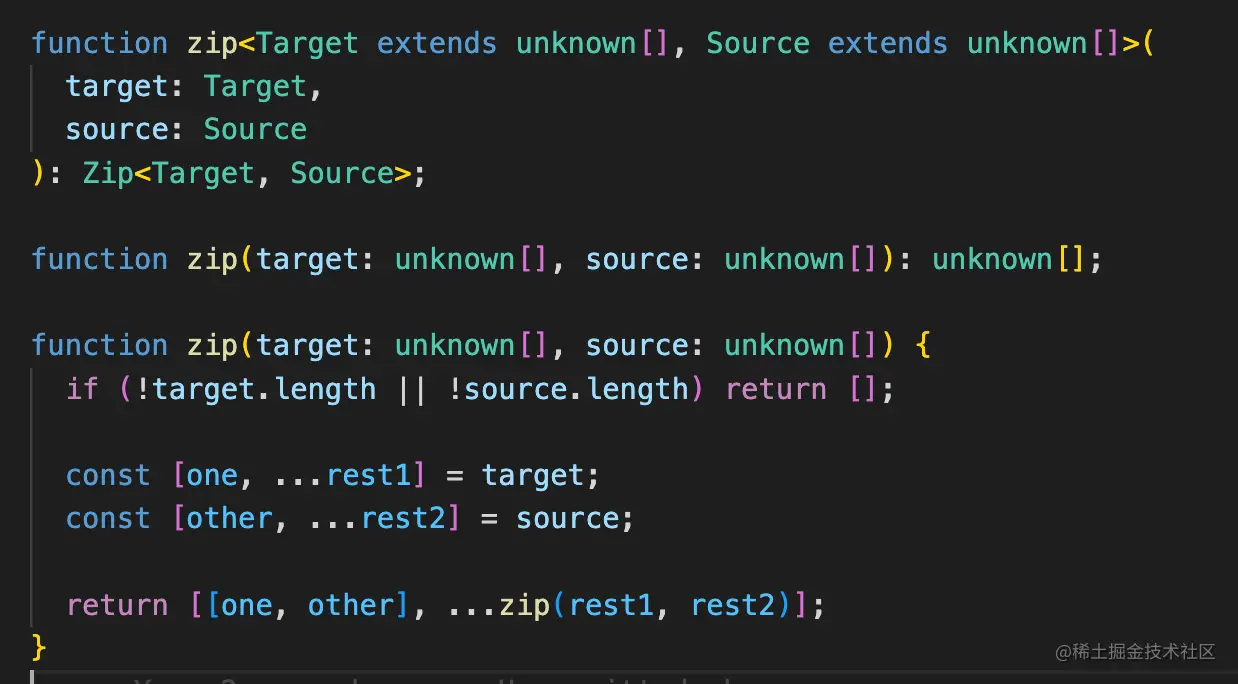 function zip<Target extends unknown[], Source extends unknown[]>(
  target: Target,
  source: Source
): Zip<Target, Source>;

function zip(target: unknown[], source: unknown[]): unknown[];

function zip(target: unknown[], source: unknown[]) {
  if (!target.length || !source.length) return [];

  const [one, ...rest1] = target;
  const [other, ...rest2] = source;

  return [[one, other], ...zip(rest1, rest2)];
}
@稀土掘金技术社区